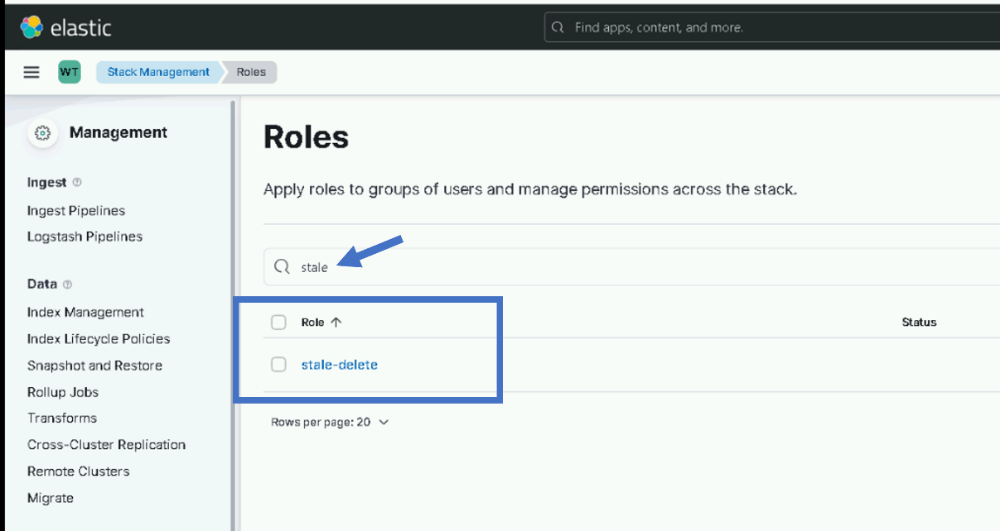 elastic
Find apps, content, and more.
WT
Stack Management
Roles
Management
Ingest
Ingest Pipelines
Logstash Pipelines
Data
Index Management
Index Lifecycle Policies
Snapshot and Restore
Rollup Jobs
Transforms
Cross-Cluster Replication
Remote Clusters
Migrate
Roles
Apply roles to groups of users and manage permissions across the stack.
stale
Role ↑ Status
stale-delete
Rows per page: 20